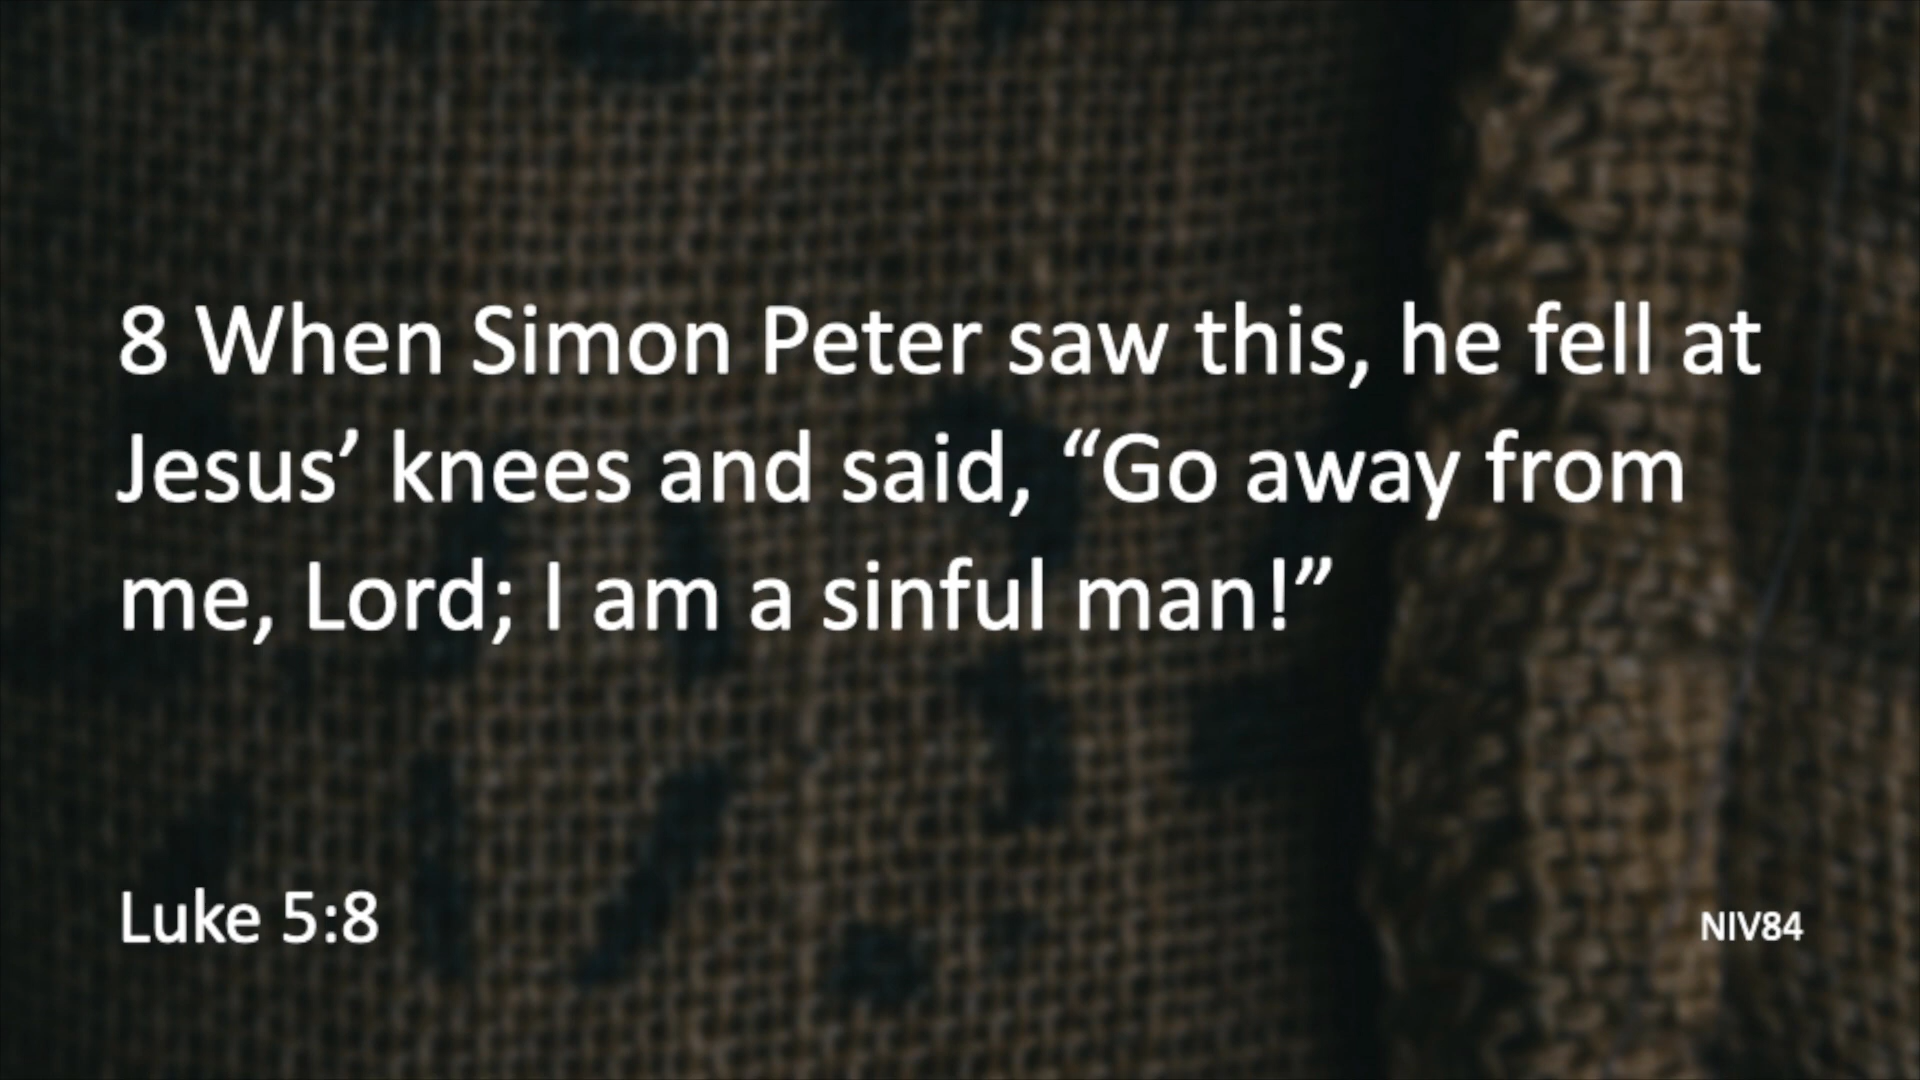 8 When Simon Peter saw this, he fell at
Jesus’ knees and said, “Go away from
me, Lord; I am a sinful man!”
Luke 5:8
NIV84